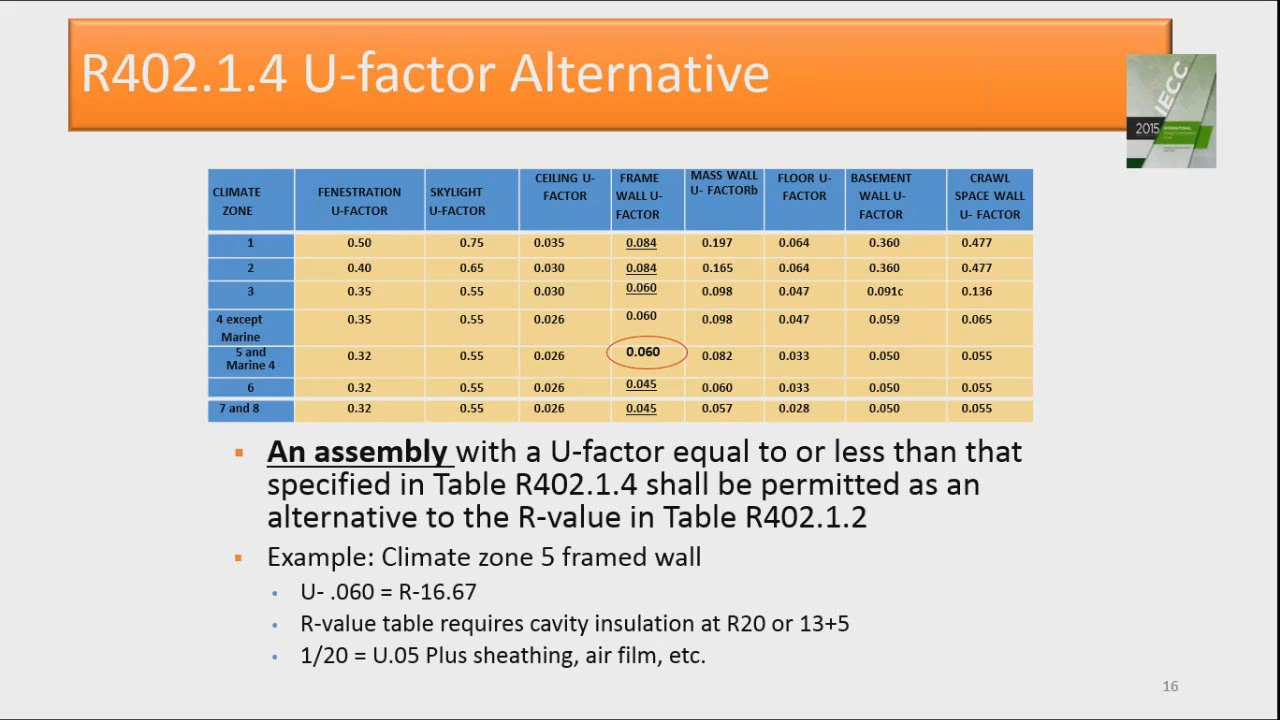 R402.1.4 U-factor Alternative
IECC
2015 INTERNATIONAL
CLIMATE ZONE FENESTRATION U-FACTOR SKYLIGHT U-FACTOR CEILING U- FACTOR FRAME WALL U- FACTOR MASS WALL U- FACTORb FLOOR U- FACTOR BASEMENT WALL U- FACTOR CRAWL SPACE WALL U- FACTOR
1 0.50 0.75 0.035 0.084 0.197 0.064 0.360 0.477
2 0.40 0.65 0.030 0.084 0.165 0.064 0.360 0.477
3 0.35 0.55 0.030 0.060 0.098 0.047 0.091c 0.136
4 except Marine 0.35 0.55 0.026 0.060 0.098 0.047 0.059 0.065
5 and Marine 4 0.32 0.55 0.026 0.060 0.082 0.033 0.050 0.055
6 0.32 0.55 0.026 0.045 0.060 0.033 0.050 0.055
7 and 8 0.32 0.55 0.026 0.045 0.057 0.028 0.050 0.055
An assembly with a U-factor equal to or less than that
specified in Table R402.1.4 shall be permitted as an
alternative to the R-value in Table R402.1.2
Example: Climate zone 5 framed wall
U- .060 = R-16.67
R-value table requires cavity insulation at R20 or 13+5
1/20 = U.05 Plus sheathing, air film, etc.
16